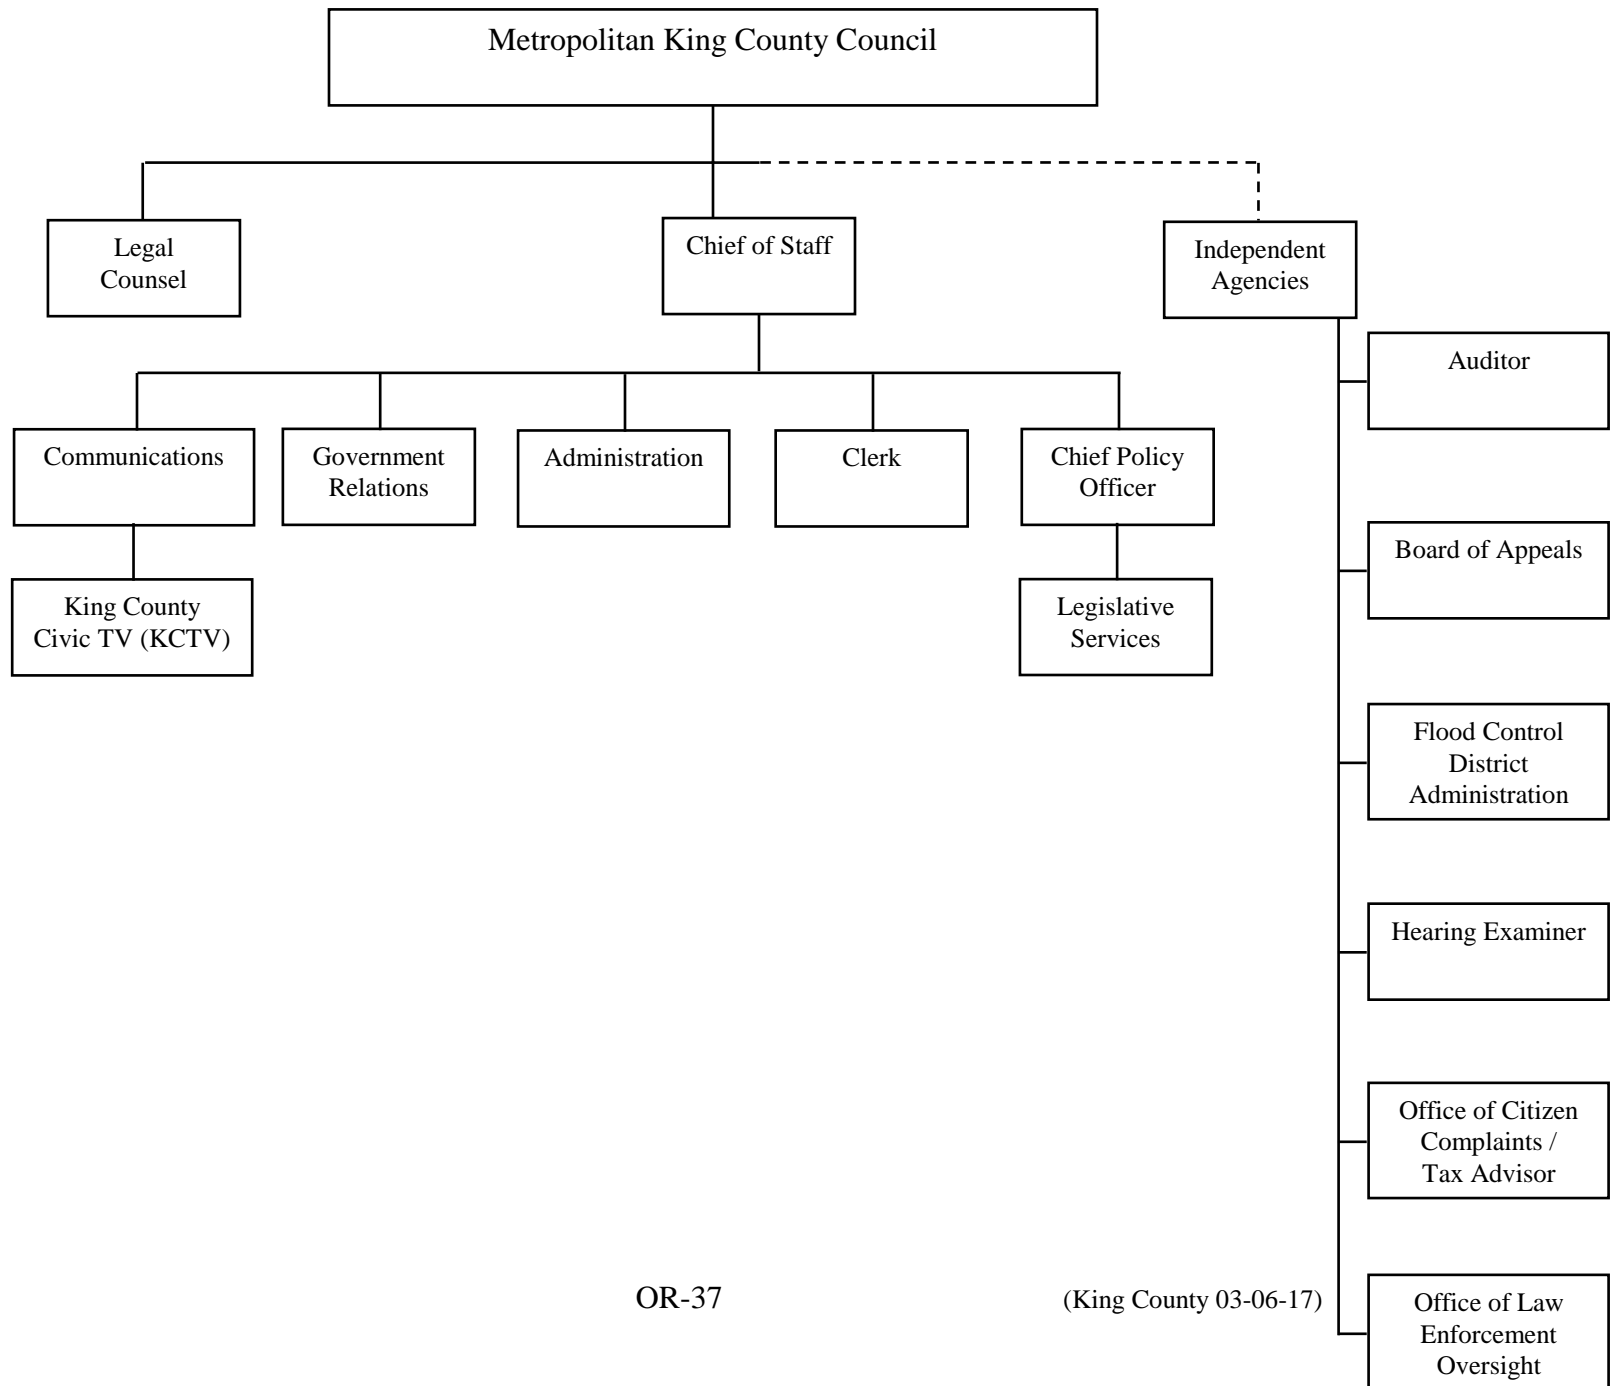 Metropolitan King County Council
Legal
Counsel
Chief of Staff
Independent
Agencies
Auditor
Communications
Government
Relations
Administration
Clerk
Chief Policy
Officer
Board of Appeals
King County
Civic TV (KCTV)
Legislative
Services
Flood Control
District
Administration
Hearing Examiner
Office of Citizen
Complaints /
Tax Advisor
OR-37
(King County 03-06-17)
Office of Law
Enforcement
Oversight